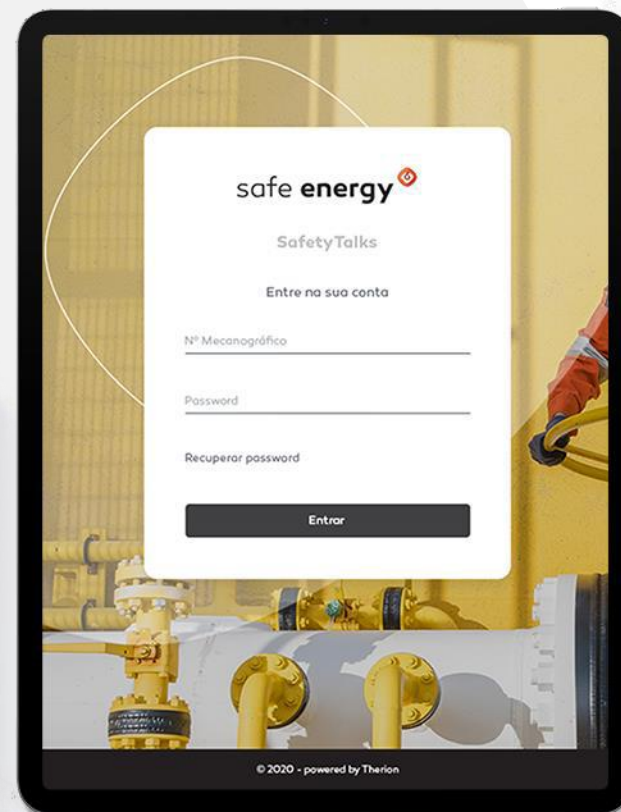 safe energy
SafetyTalks
Entre na sua conta
Nº Mecanográfico
Password
Recuperar password
Entrar
© 2020 - powered by Therion